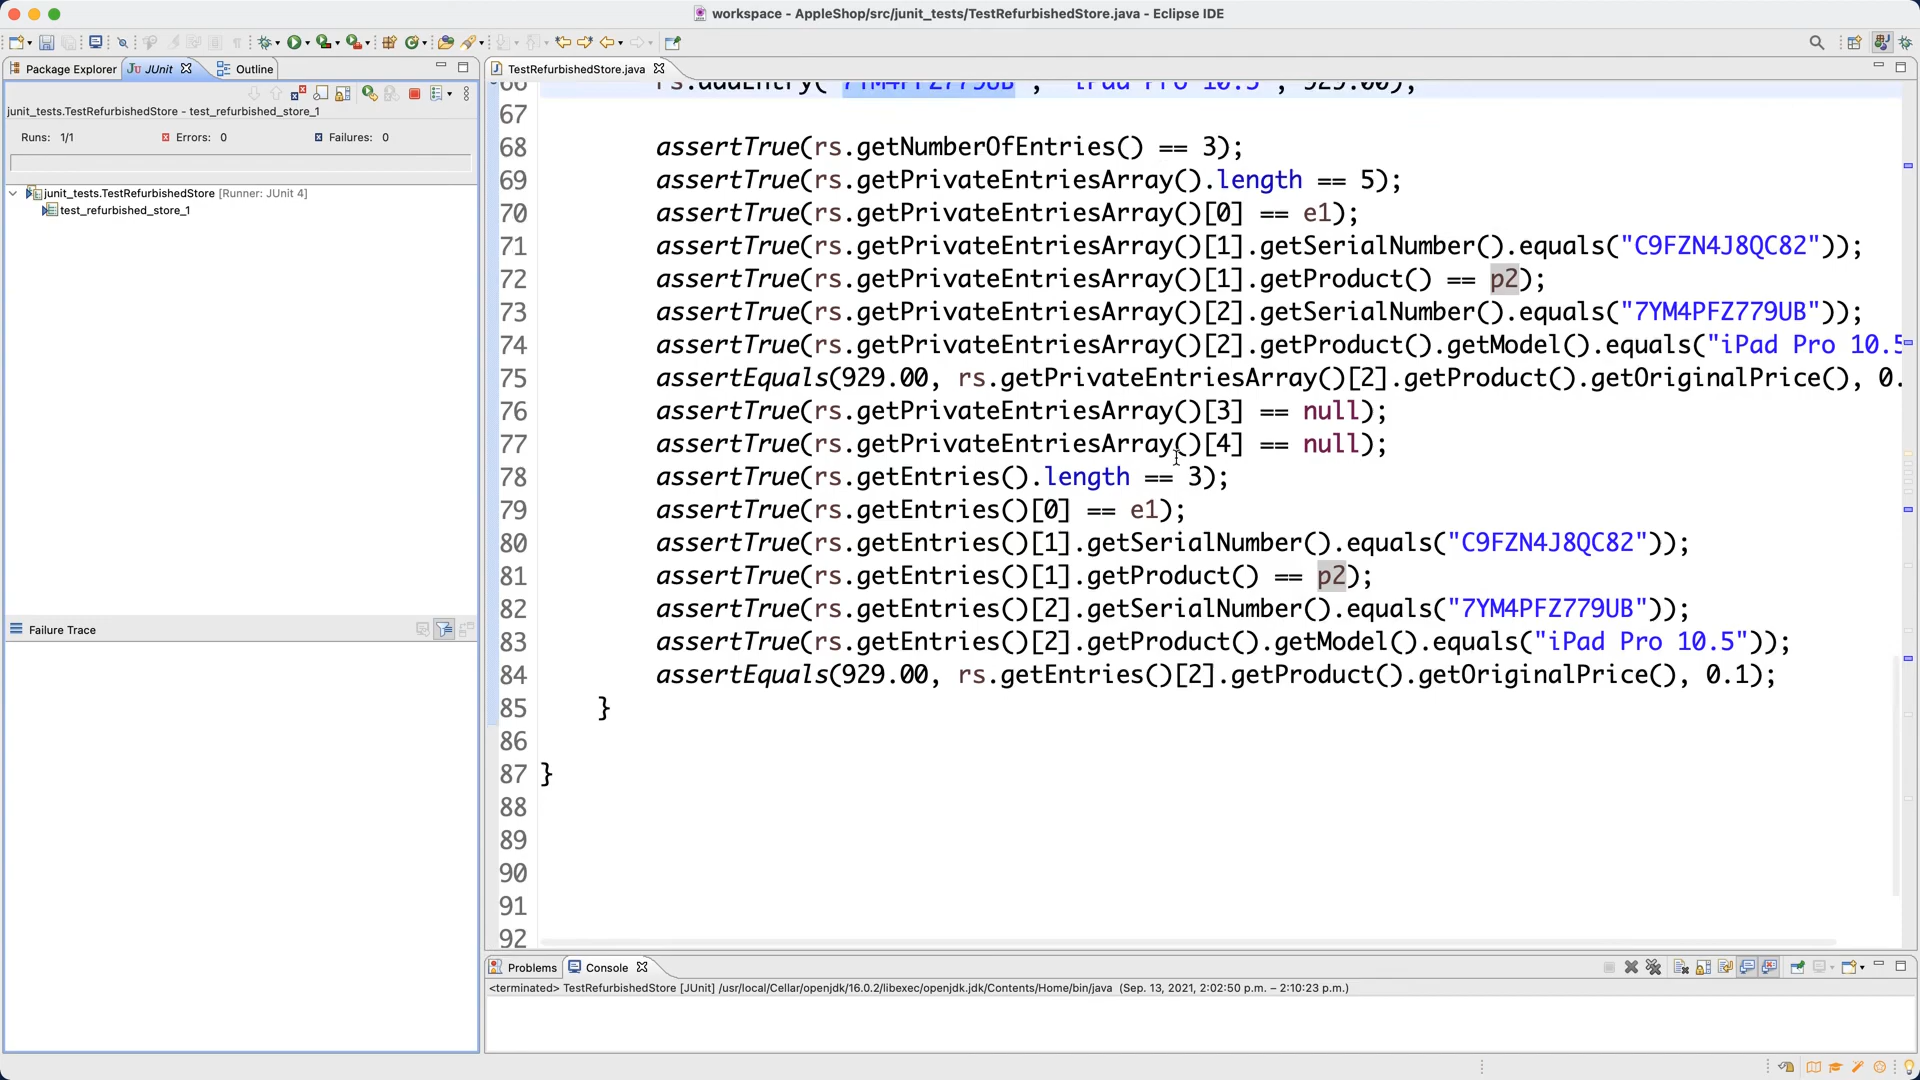 workspace - AppleShop/src/junit_tests/TestRefurbishedStore.java - Eclipse IDE
Package Explorer
JUnit
Outline
TestRefurbishedStore.java
junit_tests.TestRefurbishedStore - test_refurbished_store_1
Runs: 1/1
Errors: 0
Failures: 0
junit_tests.TestRefurbishedStore [Runner: JUnit 4]
test_refurbished_store_1
Failure Trace
66 rs.addEntry("7YM4PFZ779UB", "iPad Pro 10.5", 929.00);
67
68 assertTrue(rs.getNumberOfEntries() == 3);
69 assertTrue(rs.getPrivateEntriesArray().length == 5);
70 assertTrue(rs.getPrivateEntriesArray()[0] == e1);
71 assertTrue(rs.getPrivateEntriesArray()[1].getSerialNumber().equals("C9FZN4J8QC82"));
72 assertTrue(rs.getPrivateEntriesArray()[1].getProduct() == p2);
73 assertTrue(rs.getPrivateEntriesArray()[2].getSerialNumber().equals("7YM4PFZ779UB"));
74 assertTrue(rs.getPrivateEntriesArray()[2].getProduct().getModel().equals("iPad Pro 10.5
75 assertEquals(929.00, rs.getPrivateEntriesArray()[2].getProduct().getOriginalPrice(), 0.
76 assertTrue(rs.getPrivateEntriesArray()[3] == null);
77 assertTrue(rs.getPrivateEntriesArray()[4] == null);
78 assertTrue(rs.getEntries().length == 3);
79 assertTrue(rs.getEntries()[0] == e1);
80 assertTrue(rs.getEntries()[1].getSerialNumber().equals("C9FZN4J8QC82"));
81 assertTrue(rs.getEntries()[1].getProduct() == p2);
82 assertTrue(rs.getEntries()[2].getSerialNumber().equals("7YM4PFZ779UB"));
83 assertTrue(rs.getEntries()[2].getProduct().getModel().equals("iPad Pro 10.5"));
84 assertEquals(929.00, rs.getEntries()[2].getProduct().getOriginalPrice(), 0.1);
85 }
86
87 }
88
89
90
91
92
Problems
Console
<terminated> TestRefurbishedStore [JUnit] /usr/local/Cellar/openjdk/16.0.2/libexec/openjdk.jdk/Contents/Home/bin/java (Sep. 13, 2021, 2:02:50 p.m. – 2:10:23 p.m.)